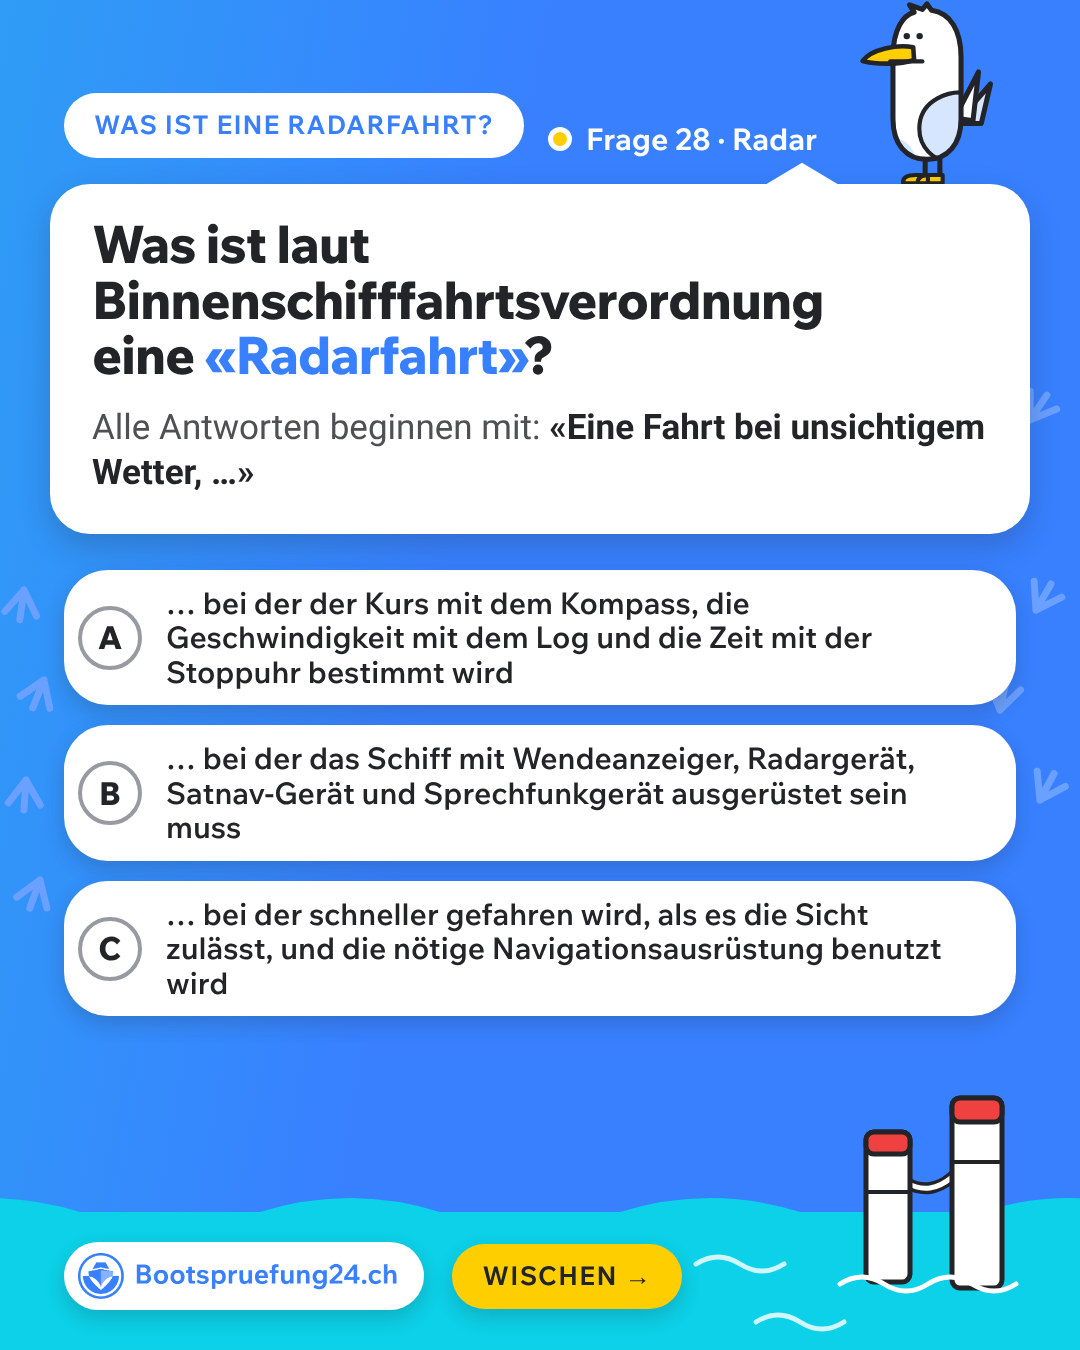 WAS IST EINE RADARFAHRT?
Frage 28 · Radar
Was ist laut
Binnenschifffahrtsverordnung
eine «Radarfahrt»?
Alle Antworten beginnen mit: «Eine Fahrt bei unsichtigem
Wetter, ...»
A
... bei der der Kurs mit dem Kompass, die
Geschwindigkeit mit dem Log und die Zeit mit der
Stoppuhr bestimmt wird
B
... bei der das Schiff mit Wendeanzeiger, Radargerät,
Satnav-Gerät und Sprechfunkgerät ausgerüstet sein
muss
C
... bei der schneller gefahren wird, als es die Sicht
zulässt, und die nötige Navigationsausrüstung benutzt
wird
Bootspruefung24.ch
WISCHEN →